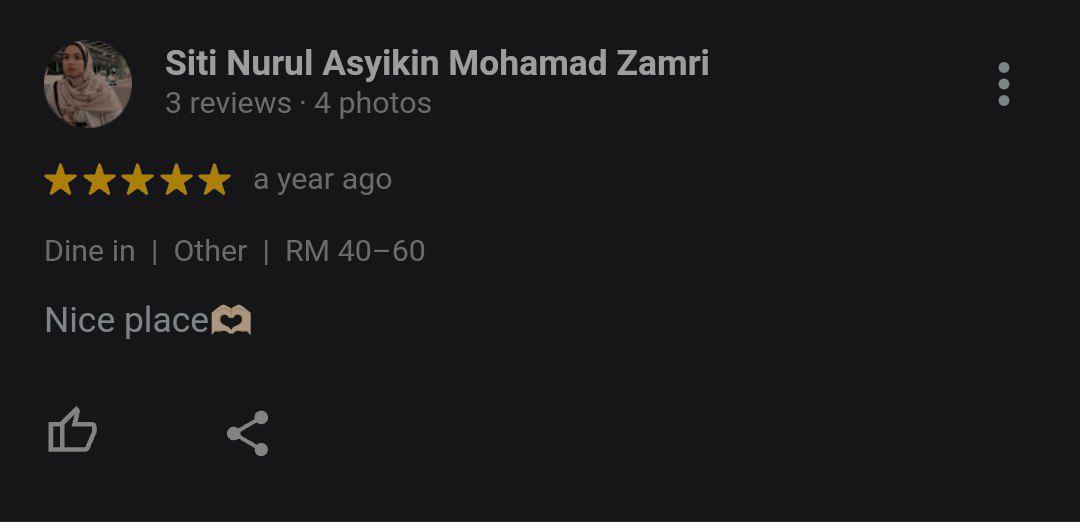 Siti Nurul Asyikin Mohamad Zamri
3 reviews · 4 photos
a year ago
Dine in | Other | RM 40–60
Nice place🫶🏼